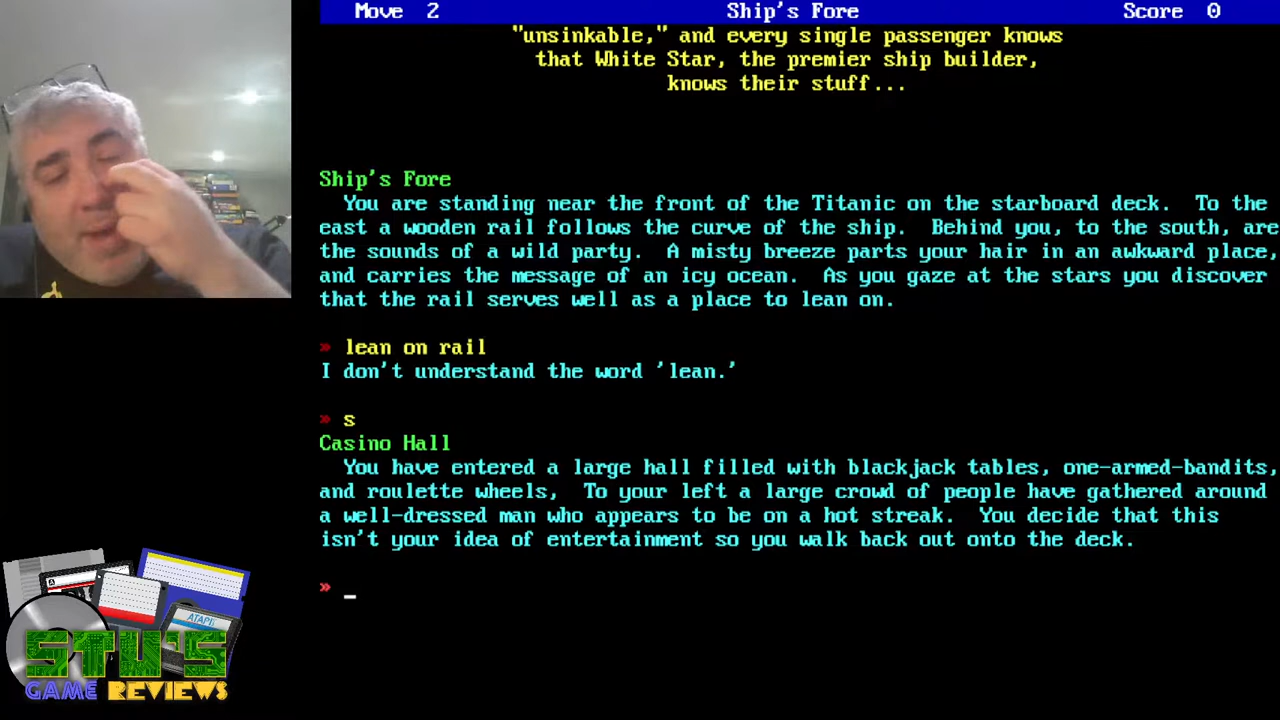 Move 2 Ship's Fore Score 0
"unsinkable," and every single passenger knows
that White Star, the premier ship builder,
knows their stuff...
Ship's Fore
You are standing near the front of the Titanic on the starboard deck. To the
east a wooden rail follows the curve of the ship. Behind you, to the south, are
the sounds of a wild party. A misty breeze parts your hair in an awkward place,
and carries the message of an icy ocean. As you gaze at the stars you discover
that the rail serves well as a place to lean on.
» lean on rail
I don't understand the word 'lean.'
» s
Casino Hall
You have entered a large hall filled with blackjack tables, one-armed-bandits,
and roulette wheels, To your left a large crowd of people have gathered around
a well-dressed man who appears to be on a hot streak. You decide that this
isn't your idea of entertainment so you walk back out onto the deck.
» _
ATARI
STU'S
GAME REVIEWS